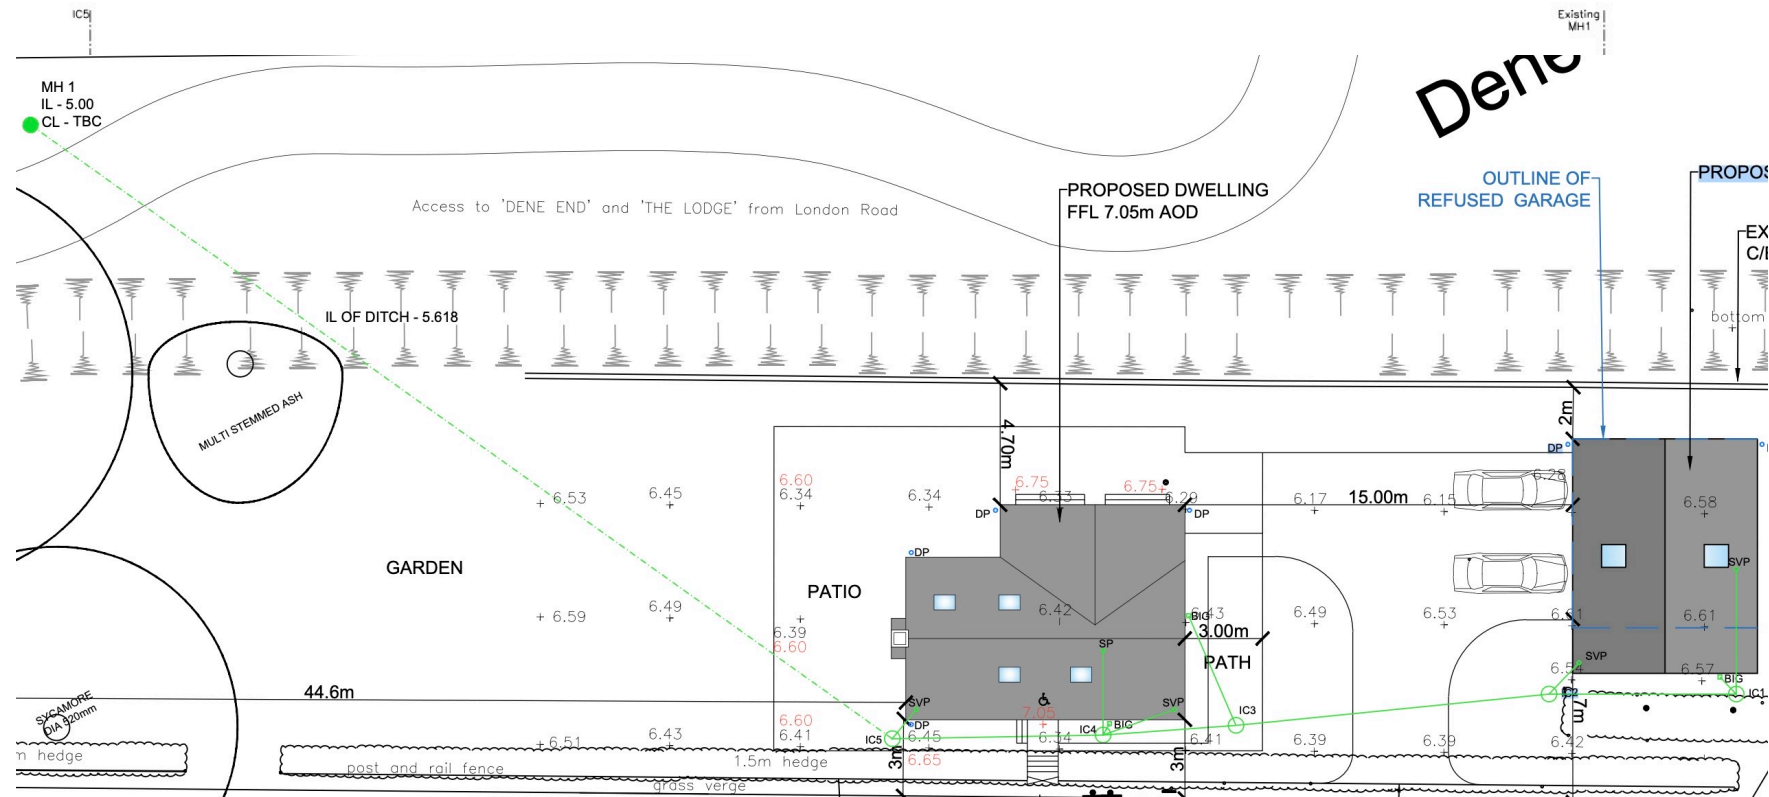 IC5
Existing
MH1
MH 1
IL - 5.00
CL - TBC
Dene
PROPOSED DWELLING
FFL 7.05m AOD
OUTLINE OF
REFUSED GARAGE
PROPOS
EX
C/B
Access to 'DENE END' and 'THE LODGE' from London Road
IL OF DITCH - 5.618
bottom
MULTI STEMMED ASH
4.70m
2m
DP
6.53
6.45
6.60
6.34
6.34
6.75
6.33
6.75
6.29
6.17
15.00m
6.15
6.28
6.58
DP
DP
DP
GARDEN
PATIO
SVP
6.59
6.49
6.39
6.60
6.42
BIG
6.43
6.49
6.53
6.61
3.00m
SP
PATH
SVP
6.54
6.57
BIG
IC2
IC1
44.6m
SYCAMORE
DIA 520mm
SVP
DP
7.05
SVP
IC3
7m
6.51
6.43
6.60
6.41
IC5
6.45
6.65
6.34
IC4
BIG
6.41
6.39
6.39
6.42
3m
3m
m hedge
post and rail fence
1.5m hedge
grass verge